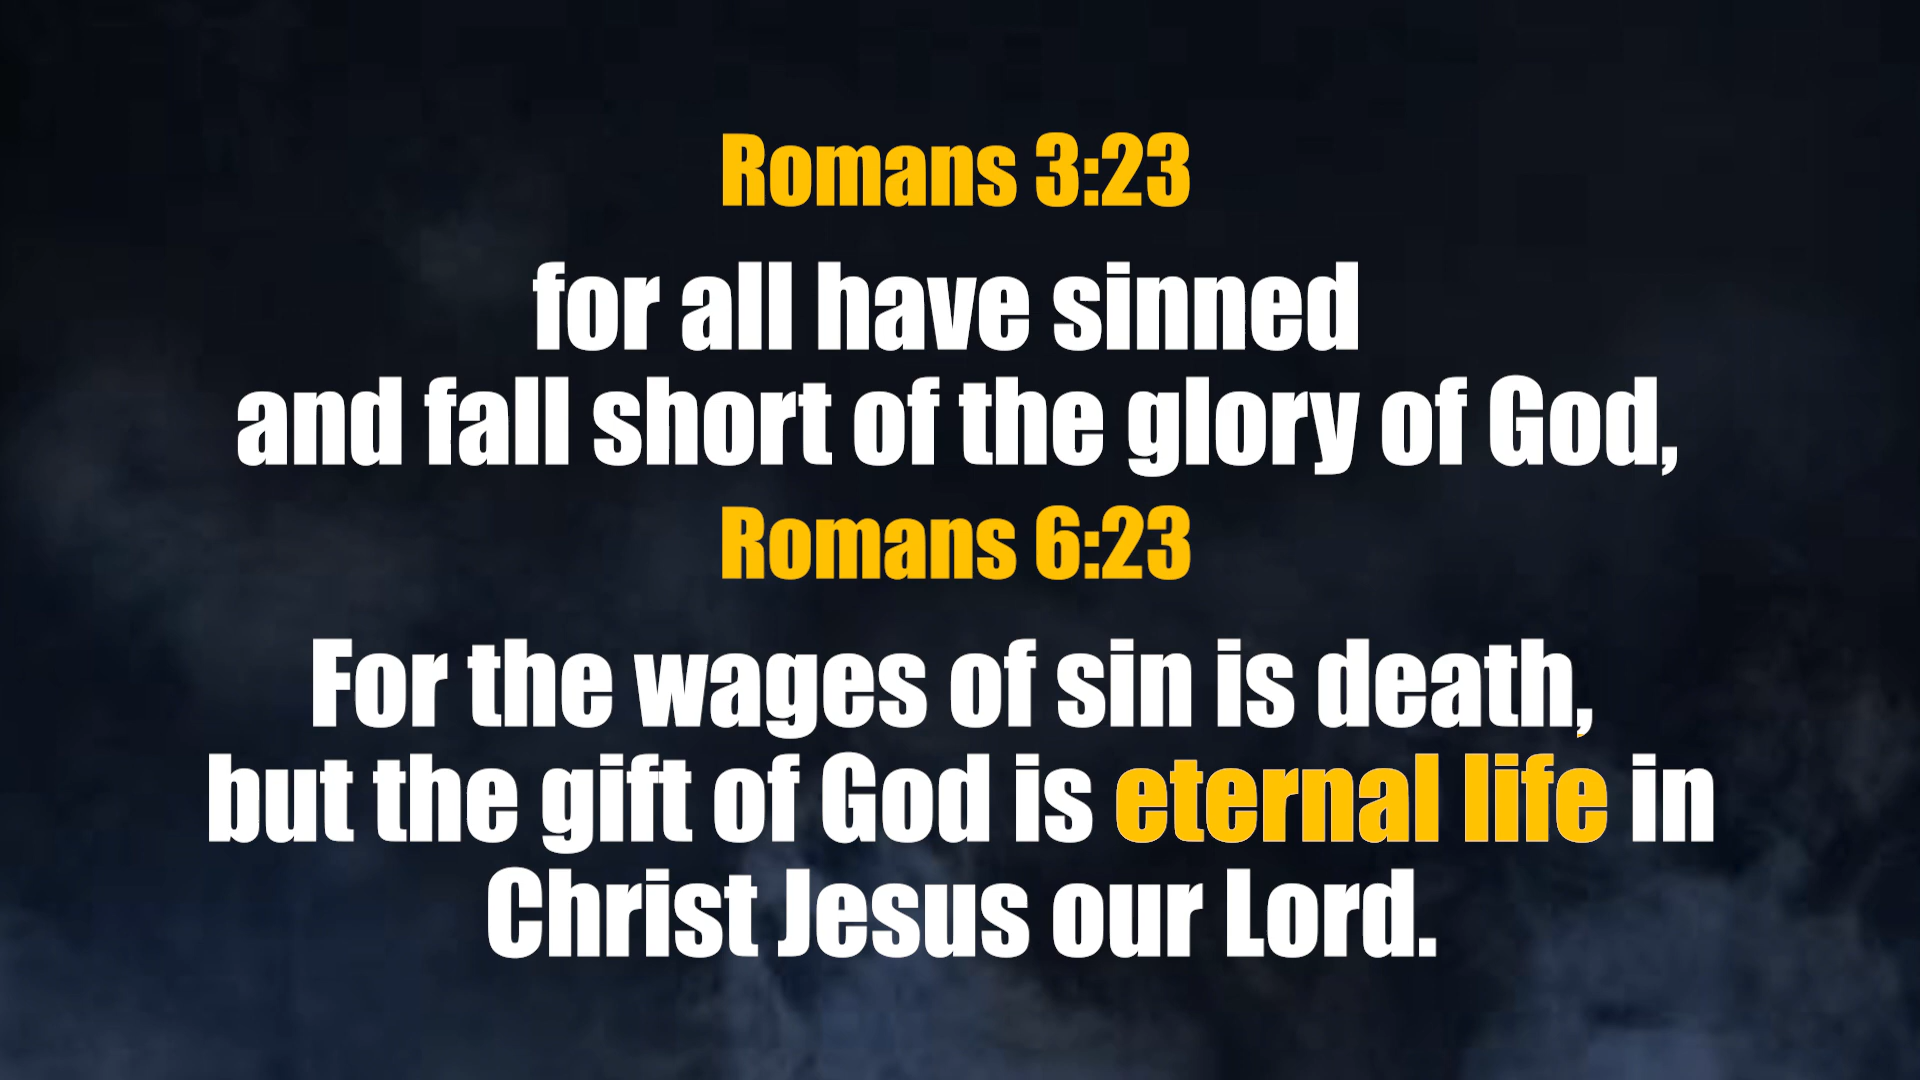 Romans 3:23
for all have sinned
and fall short of the glory of God,
Romans 6:23
For the wages of sin is death,
but the gift of God is eternal life in
Christ Jesus our Lord.